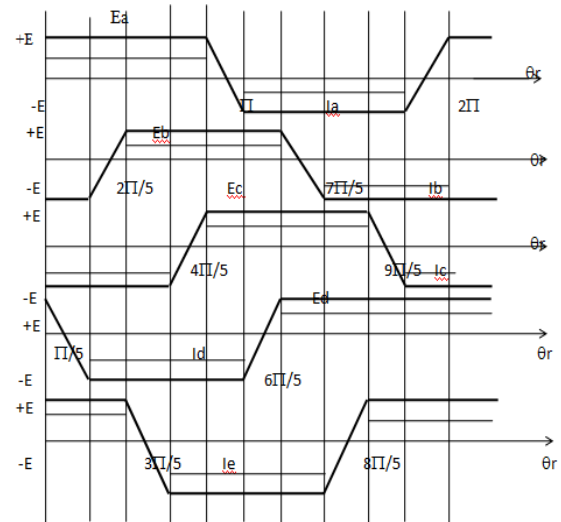 Ea
+E
θr
-E Π Ia 2Π
+E Eb
θr
-E 2Π/5 Ec 7Π/5 Ib
+E
θr
4Π/5 9Π/5 Ic
-E Ed
+E
Π/5 Id θr
-E 6Π/5
+E
-E 3Π/5 Ie 8Π/5 θr